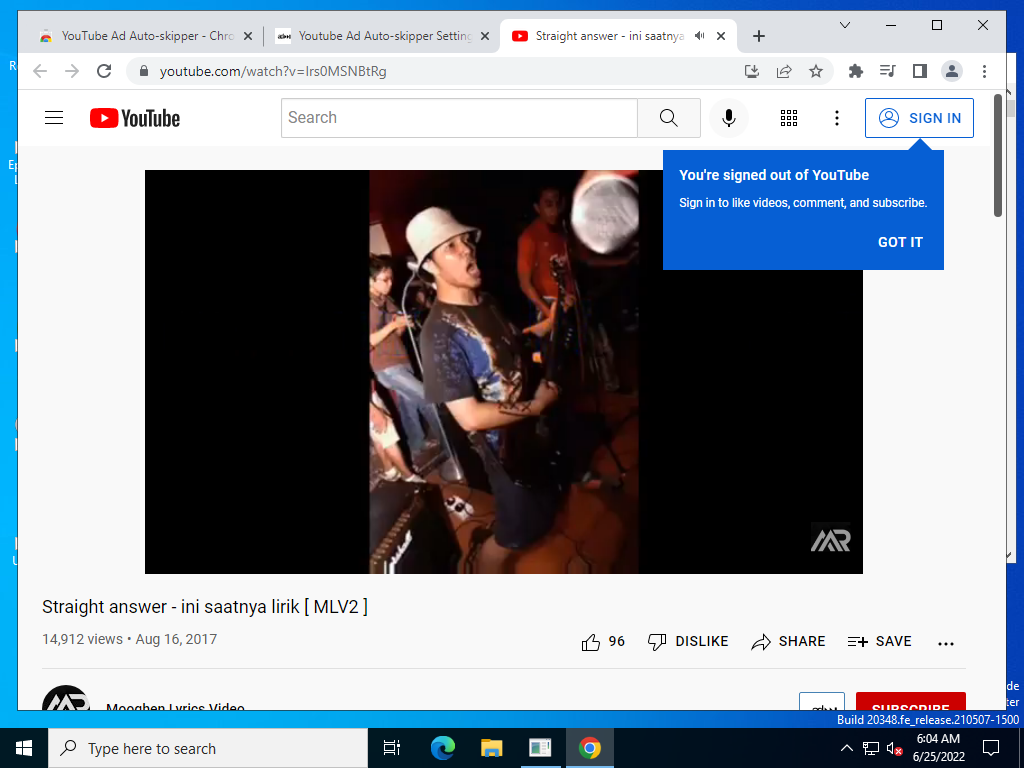 YouTube Ad Auto-skipper - Chro
Youtube Ad Auto-skipper Setting
Straight answer - ini saatnya
youtube.com/watch?v=Irs0MSNBtRg
YouTube
Search
SIGN IN
You're signed out of YouTube
Sign in to like videos, comment, and subscribe.
GOT IT
MR
Straight answer - ini saatnya lirik [ MLV2 ]
14,912 views • Aug 16, 2017
96
DISLIKE
SHARE
SAVE
Mooghen Lyrics Video
SUBSCRIBE
Build 20348.fe_release.210507-1500
Type here to search
6:04 AM
6/25/2022